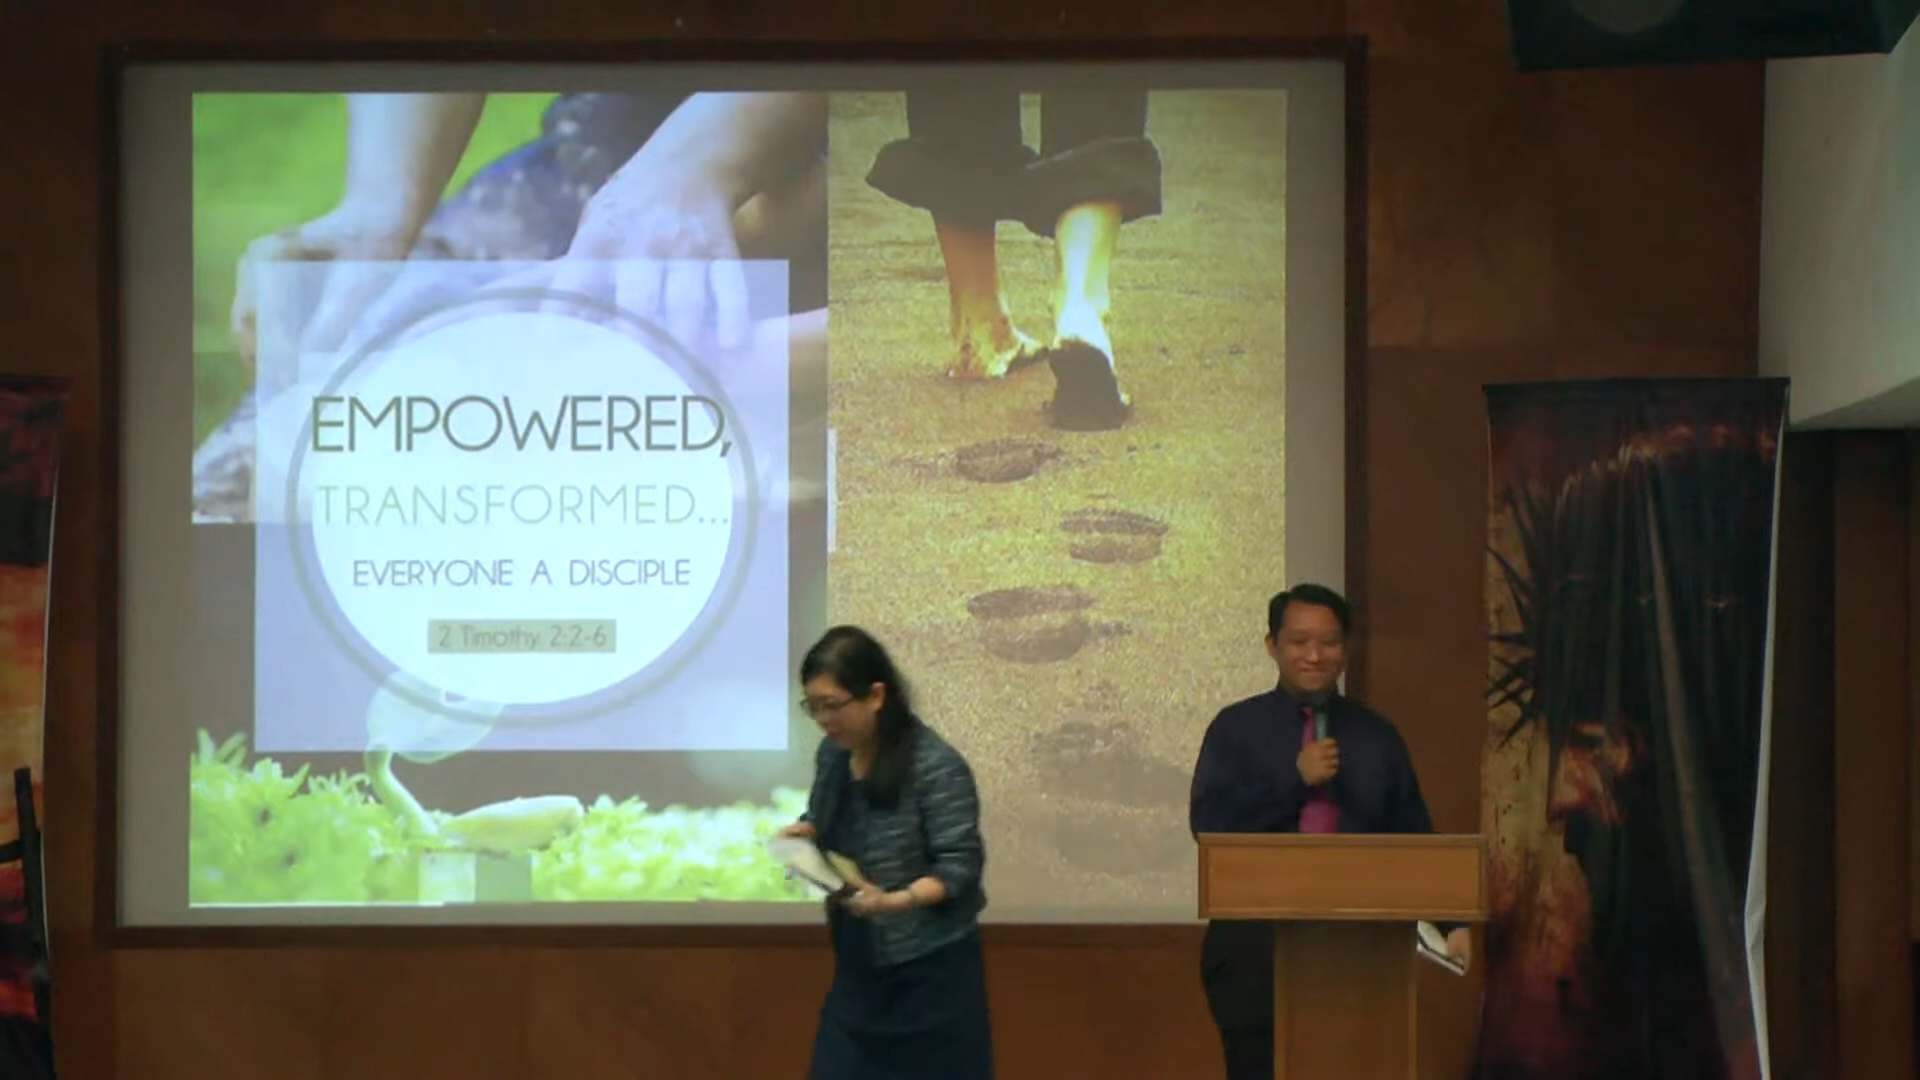 EMPOWERED,
TRANSFORMED...
EVERYONE A DISCIPLE
2 Timothy 2:2-6